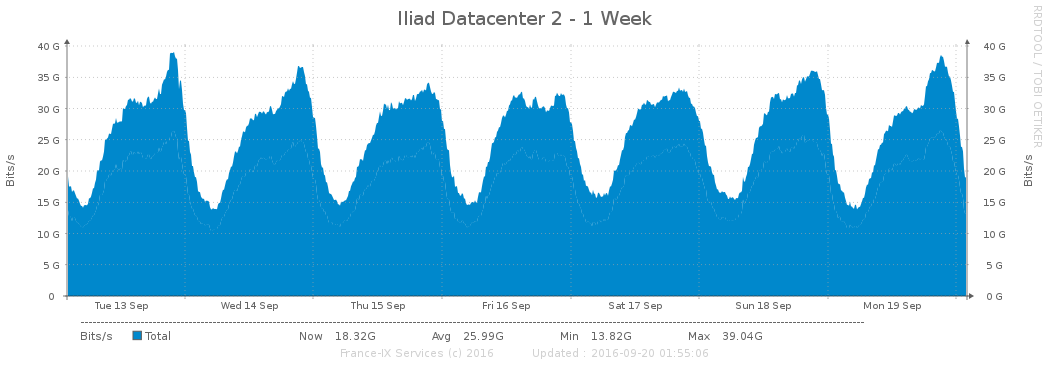 Iliad Datacenter 2 - 1 Week
RRDTOOL / TOBI OETIKER
Bits/s
40 G 40 G
35 G 35 G
30 G 30 G
25 G 25 G
20 G 20 G
15 G 15 G
10 G 10 G
5 G 5 G
0 0 G
Bits/s
Tue 13 Sep Wed 14 Sep Thu 15 Sep Fri 16 Sep Sat 17 Sep Sun 18 Sep Mon 19 Sep
Bits/s Total Now 18.32G Avg 25.99G Min 13.82G Max 39.04G
France-IX Services (c) 2016 Updated : 2016-09-20 01:55:06